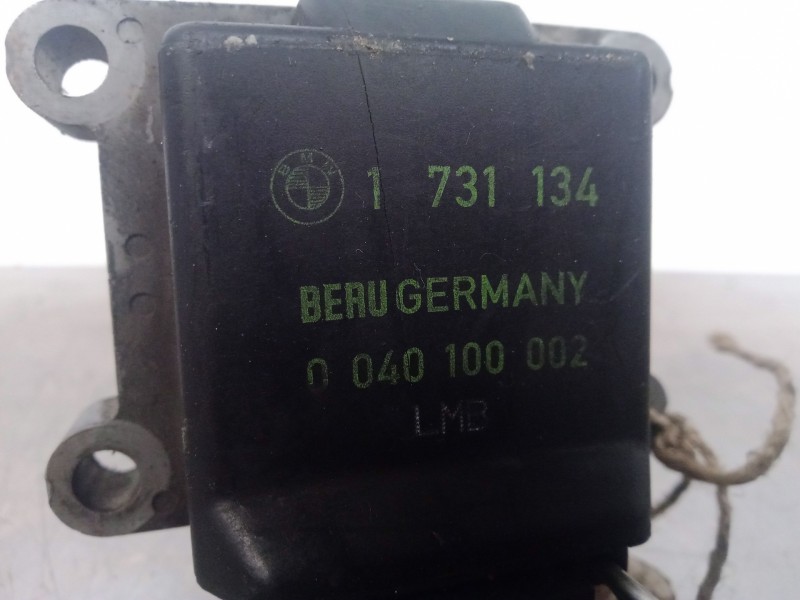 BMW 1 731 134
BERU GERMANY
0 040 100 002
LMB